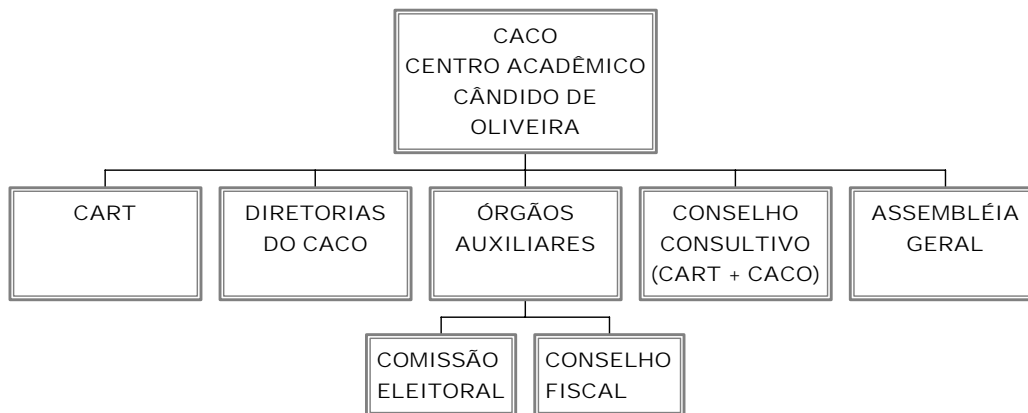 CACO
CENTRO ACADÊMICO
CÂNDIDO DE
OLIVEIRA
CART
DIRETORIAS
DO CACO
ÓRGÃOS
AUXILIARES
CONSELHO
CONSULTIVO
(CART + CACO)
ASSEMBLÉIA
GERAL
COMISSÃO
ELEITORAL
CONSELHO
FISCAL